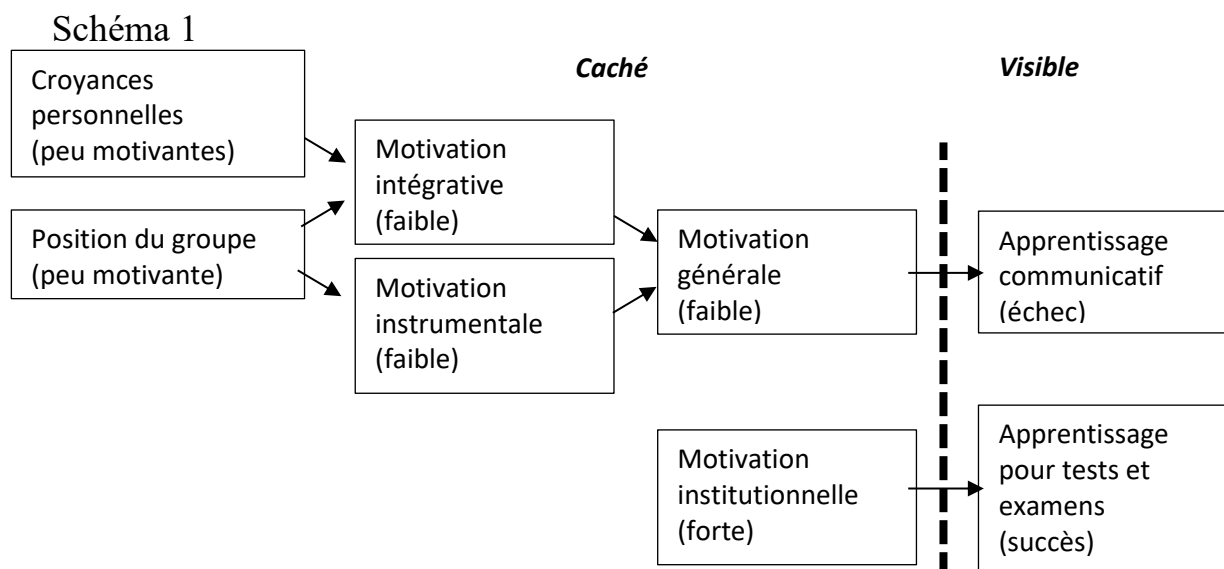 Schéma 1
Caché
Visible
Croyances
personnelles
(peu motivantes)
Position du groupe
(peu motivante)
Motivation
intégrative
(faible)
Motivation
instrumentale
(faible)
Motivation
générale
(faible)
Apprentissage
communicatif
(échec)
Motivation
institutionnelle
(forte)
Apprentissage
pour tests et
examens
(succès)